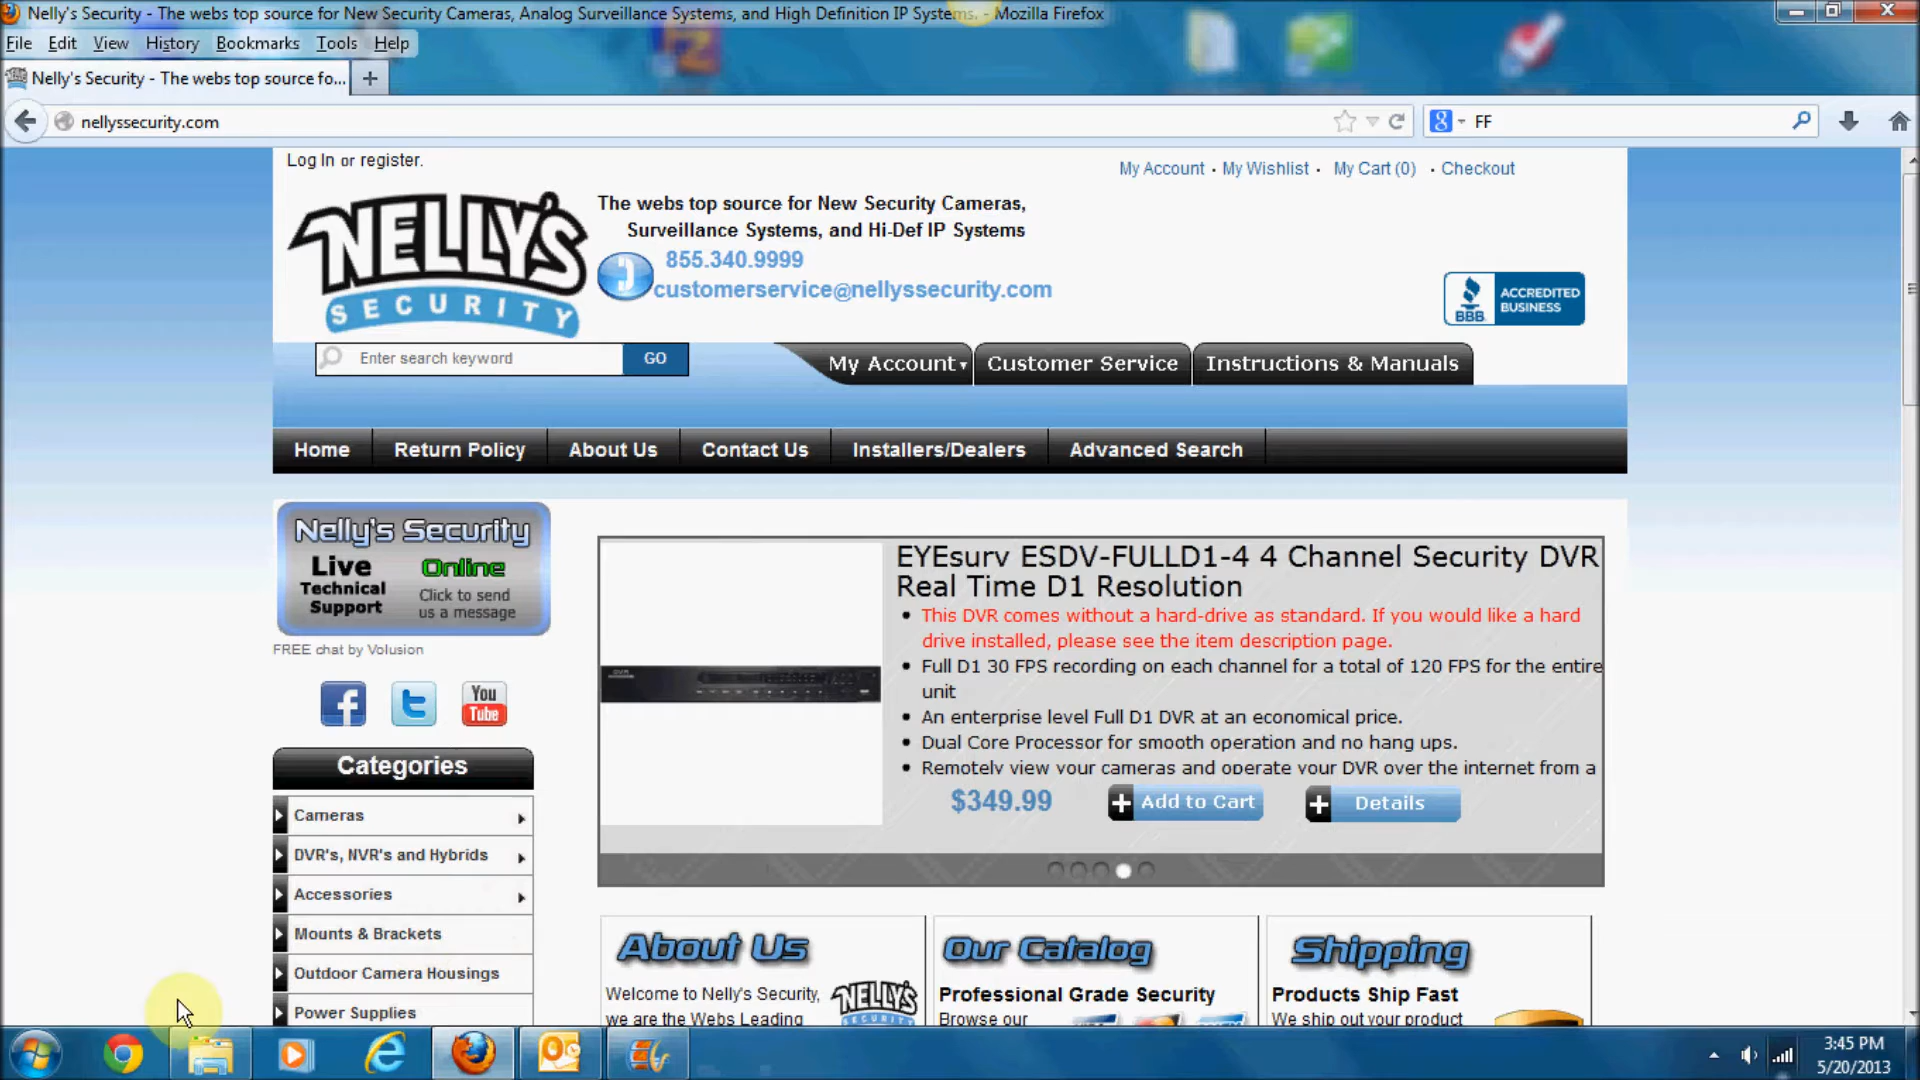 Nelly's Security - The webs top source for New Security Cameras, Analog Surveillance Systems, and High Definition IP Systems. - Mozilla Firefox
File Edit View History Bookmarks Tools Help
Nelly's Security - The webs top source fo... +
nellyssecurity.com
8 FF
Log In or register.
My Account · My Wishlist · My Cart (0) · Checkout
NELLY'S
SECURITY
The webs top source for New Security Cameras,
Surveillance Systems, and Hi-Def IP Systems
855.340.9999
customerservice@nellyssecurity.com
BBB
ACCREDITED
BUSINESS
Enter search keyword GO
My Account Customer Service Instructions & Manuals
Home Return Policy About Us Contact Us Installers/Dealers Advanced Search
Nelly's Security
Live
Technical
Support
Online
Click to send
us a message
FREE chat by Volusion
f t You
Tube
Categories
Cameras
DVR's, NVR's and Hybrids
Accessories
Mounts & Brackets
Outdoor Camera Housings
Power Supplies
EYEsurv ESDV-FULLD1-4 4 Channel Security DVR
Real Time D1 Resolution
• This DVR comes without a hard-drive as standard. If you would like a hard
drive installed, please see the item description page.
• Full D1 30 FPS recording on each channel for a total of 120 FPS for the entire
unit
• An enterprise level Full D1 DVR at an economical price.
• Dual Core Processor for smooth operation and no hang ups.
• Remotely view your cameras and operate your DVR over the internet from a
$349.99 + Add to Cart + Details
About Us
Welcome to Nelly's Security,
we are the Webs Leading
NELLY'S
SECURITY
Our Catalog
Professional Grade Security
Browse our
Shipping
Products Ship Fast
We ship out your product
3:45 PM
5/20/2013